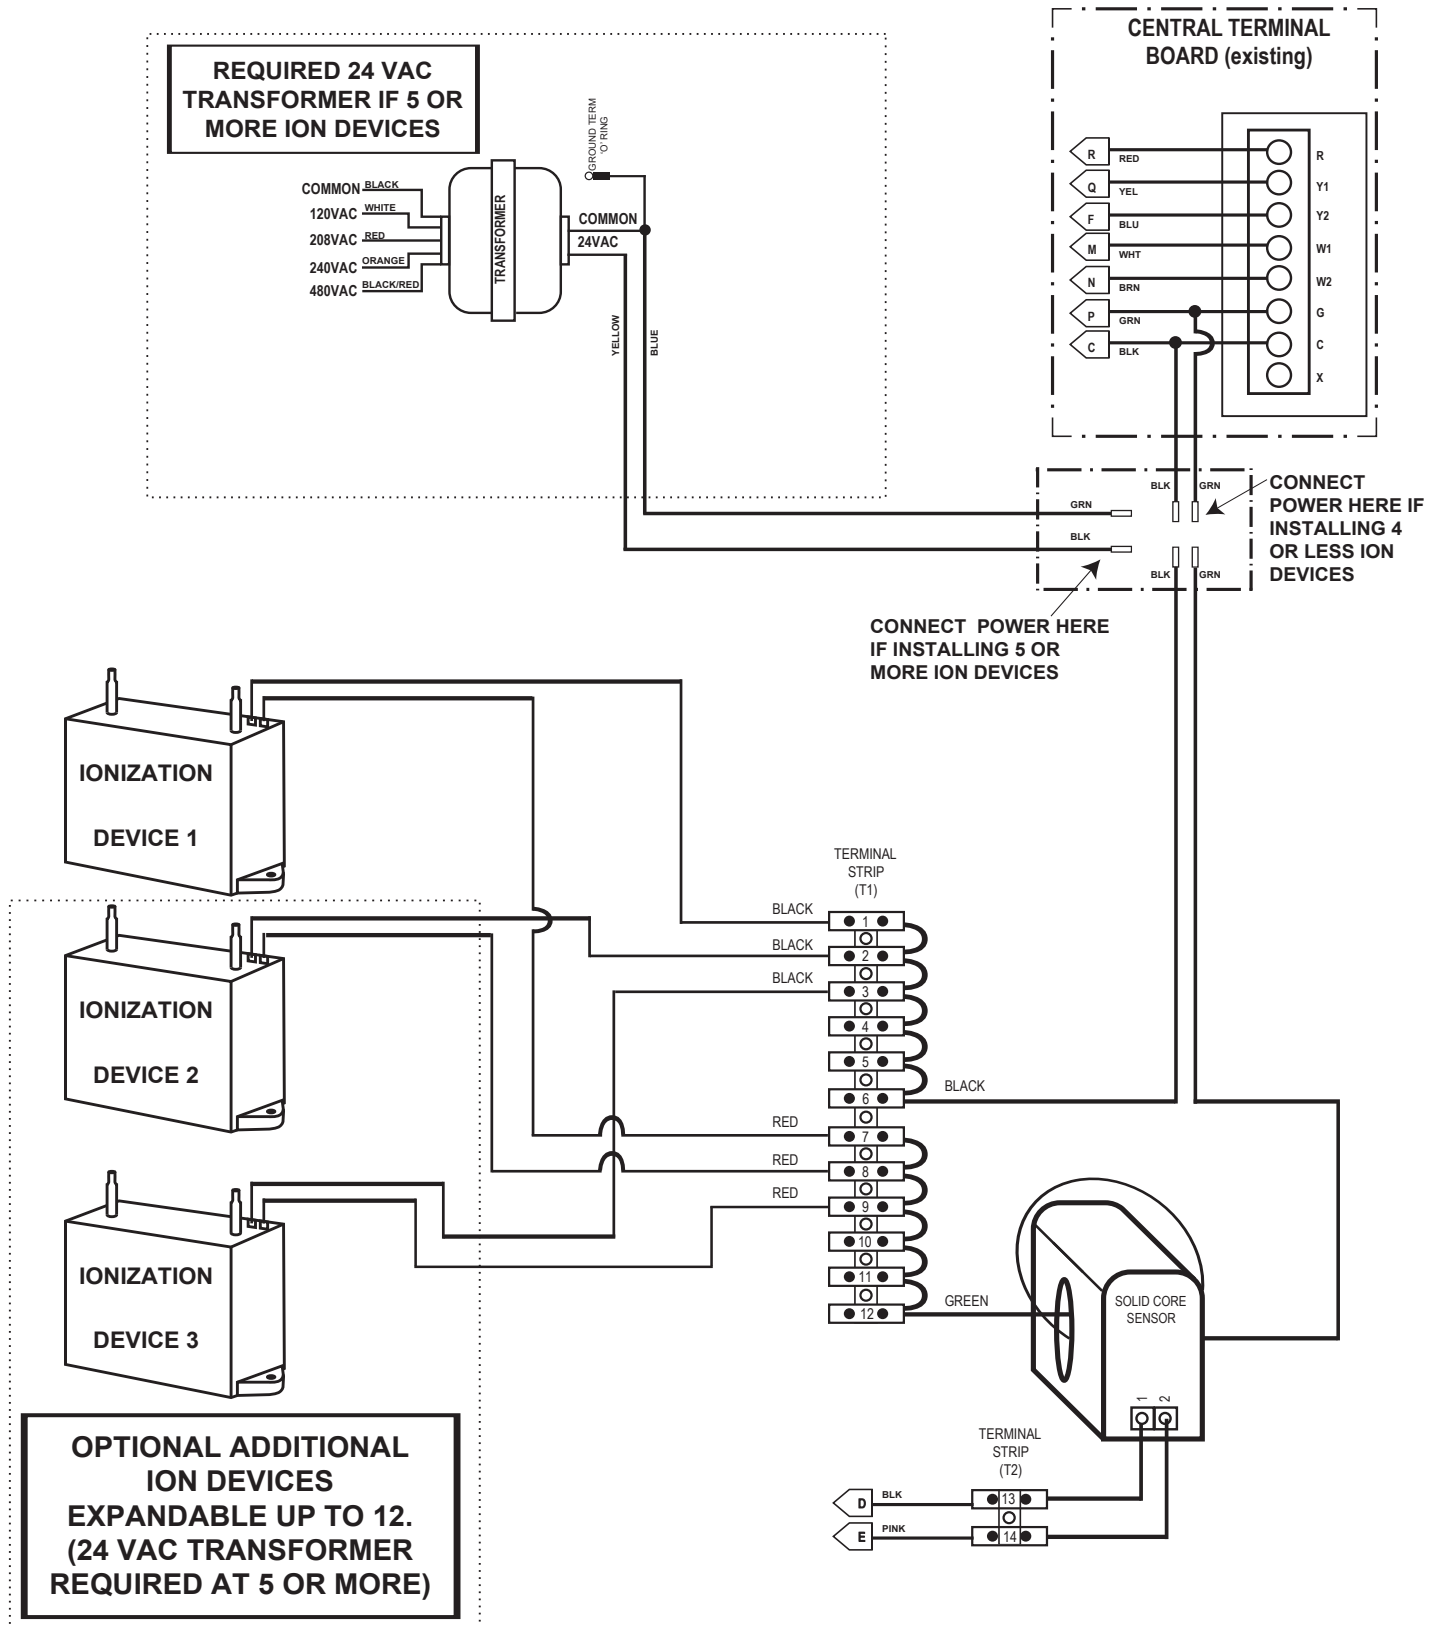 REQUIRED 24 VAC
TRANSFORMER IF 5 OR
MORE ION DEVICES
GROUND TERM
'O' RING
COMMON
BLACK
120VAC
WHITE
208VAC
RED
240VAC
ORANGE
480VAC
BLACK/RED
TRANSFORMER
COMMON
24VAC
YELLOW
BLUE
CENTRAL TERMINAL
BOARD (existing)
R
RED
R
Q
YEL
Y1
F
BLU
Y2
M
WHT
W1
N
BRN
W2
P
GRN
G
C
BLK
C
X
BLK
GRN
GRN
BLK
BLK
GRN
CONNECT
POWER HERE IF
INSTALLING 4
OR LESS ION
DEVICES
CONNECT POWER HERE
IF INSTALLING 5 OR
MORE ION DEVICES
IONIZATION
DEVICE 1
IONIZATION
DEVICE 2
IONIZATION
DEVICE 3
OPTIONAL ADDITIONAL
ION DEVICES
EXPANDABLE UP TO 12.
(24 VAC TRANSFORMER
REQUIRED AT 5 OR MORE)
TERMINAL
STRIP
(T1)
BLACK
1
BLACK
2
BLACK
3
4
5
6
BLACK
RED
7
RED
8
RED
9
10
11
12
GREEN
SOLID CORE
SENSOR
1
2
TERMINAL
STRIP
(T2)
D
BLK
13
E
PINK
14